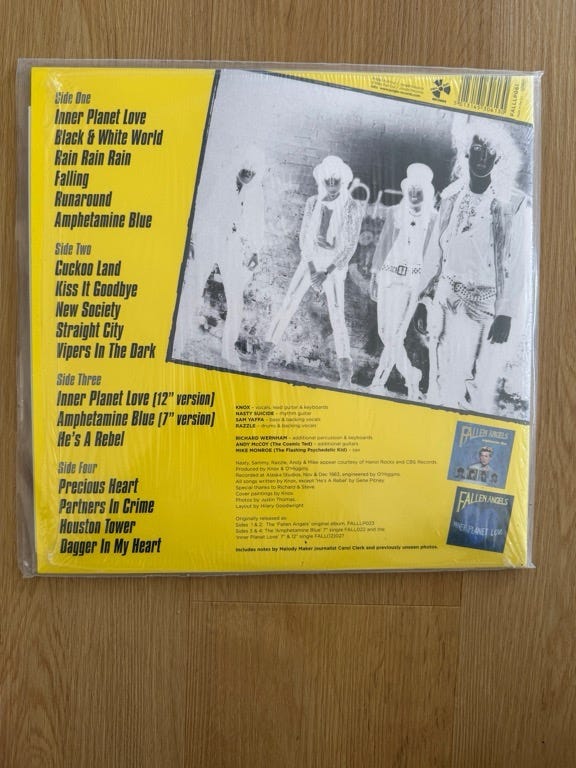 Side One
Inner Planet Love
Black & White World
Rain Rain Rain
Falling
Runaround
Amphetamine Blue
Side Two
Cuckoo Land
Kiss It Goodbye
New Society
Straight City
Vipers In The Dark
Side Three
Inner Planet Love (12" version)
Amphetamine Blue (7" version)
He's A Rebel
Side Four
Precious Heart
Partners In Crime
Houston Tower
Dagger In My Heart
KNOX - vocals, lead guitar & keyboards
NASTY SUICIDE - rhythm guitar
SAM YAFFA - bass & backing vocals
RAZZLE - drums & backing vocals
RICHARD WERNHAM - additional percussion & keyboards
ANDY McCOY (The Cosmic Ted) - additional guitars
MIKE MONROE (The Flashing Psychedelic Kid) - sax
Nasty, Sammy, Razzle, Andy & Mike appear courtesy of Hanoi Rocks and CBS Records.
Produced by Knox & O'Higgins.
Recorded at Alaska Studios, Nov & Dec 1983, engineered by O'Higgins.
All songs written by Knox, except 'He's A Rebel' by Gene Pitney.
Special thanks to Richard & Steve.
Cover paintings by Knox.
Photos by Justin Thomas.
Layout by Hilary Goodwright
Originally released as:
Sides 1 & 2: The 'Fallen Angels' original album, FALLLP023
Sides 3 & 4: The 'Amphetamine Blue' 7" single FALL022 and the
'Inner Planet Love' 7" & 12" single FALL(12)027
Includes notes by Melody Maker journalist Carol Clerk and previously unseen photos.
FALLEN ANGELS
FALLEN ANGELS
INNER PLANET LOVE